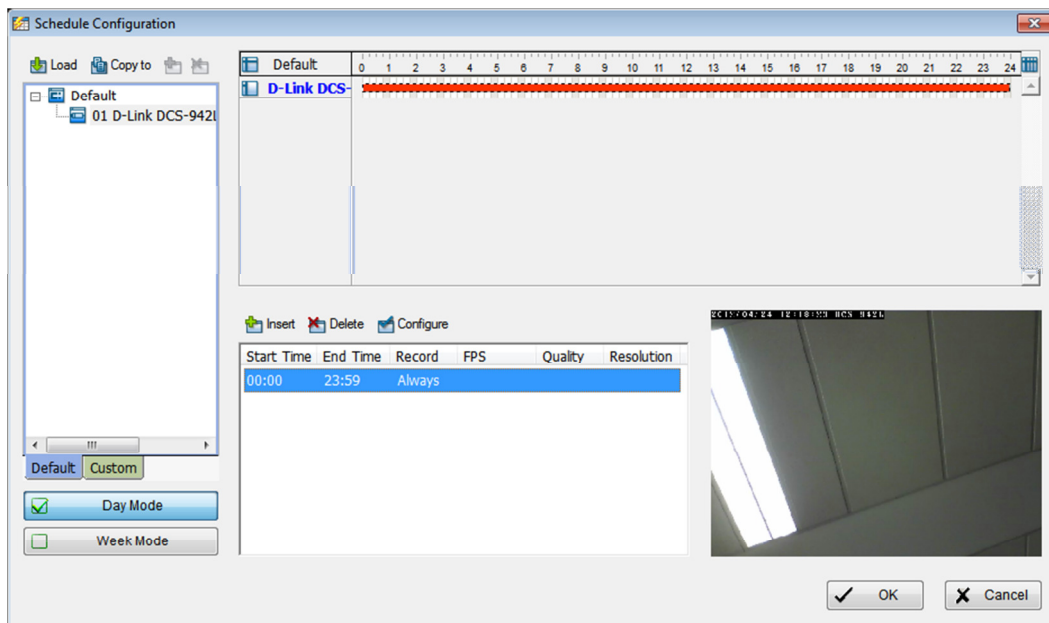 Schedule Configuration
Load Copy to
Default
01 D-Link DCS-942L
Default Custom
Day Mode
Week Mode
Default 0 1 2 3 4 5 6 7 8 9 10 11 12 13 14 15 16 17 18 19 20 21 22 23 24
D-Link DCS-
Insert Delete Configure
Start Time End Time Record FPS Quality Resolution
00:00 23:59 Always
DCS 942L
OK Cancel